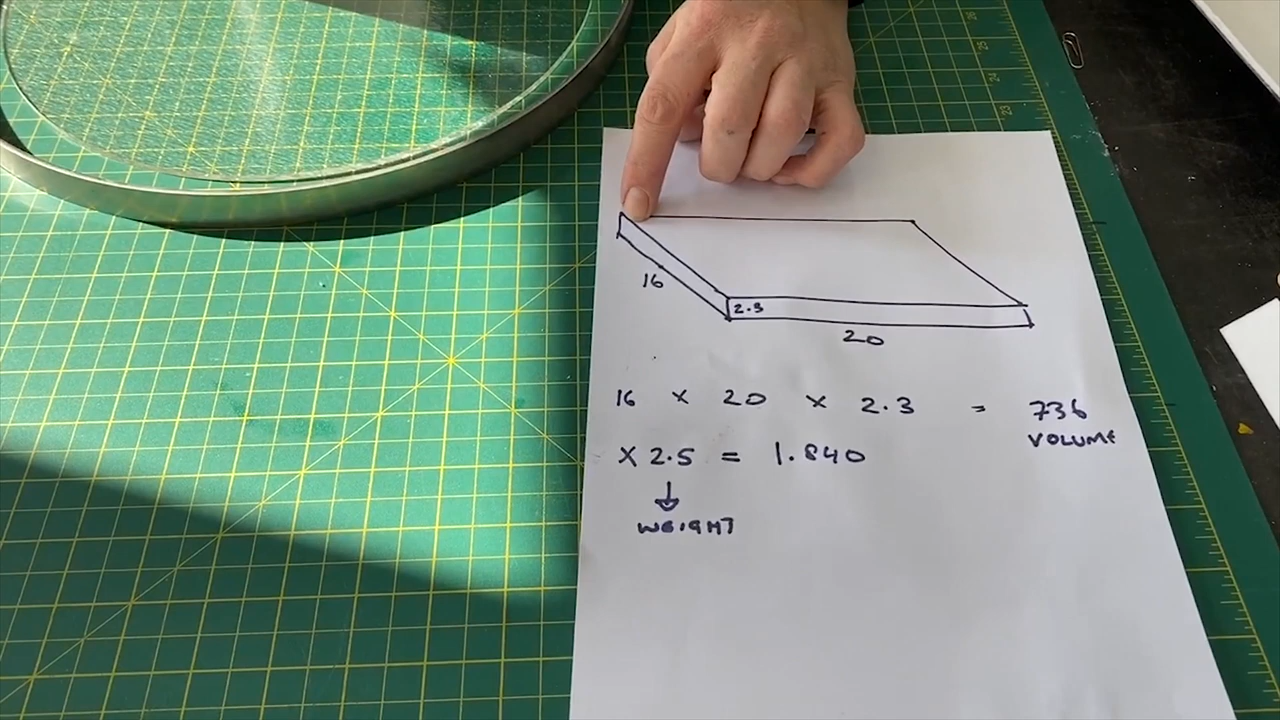 16
2.3
20
16 x 20 x 2.3 = 736
VOLUME
x 2.5 = 1.840
WEIGHT